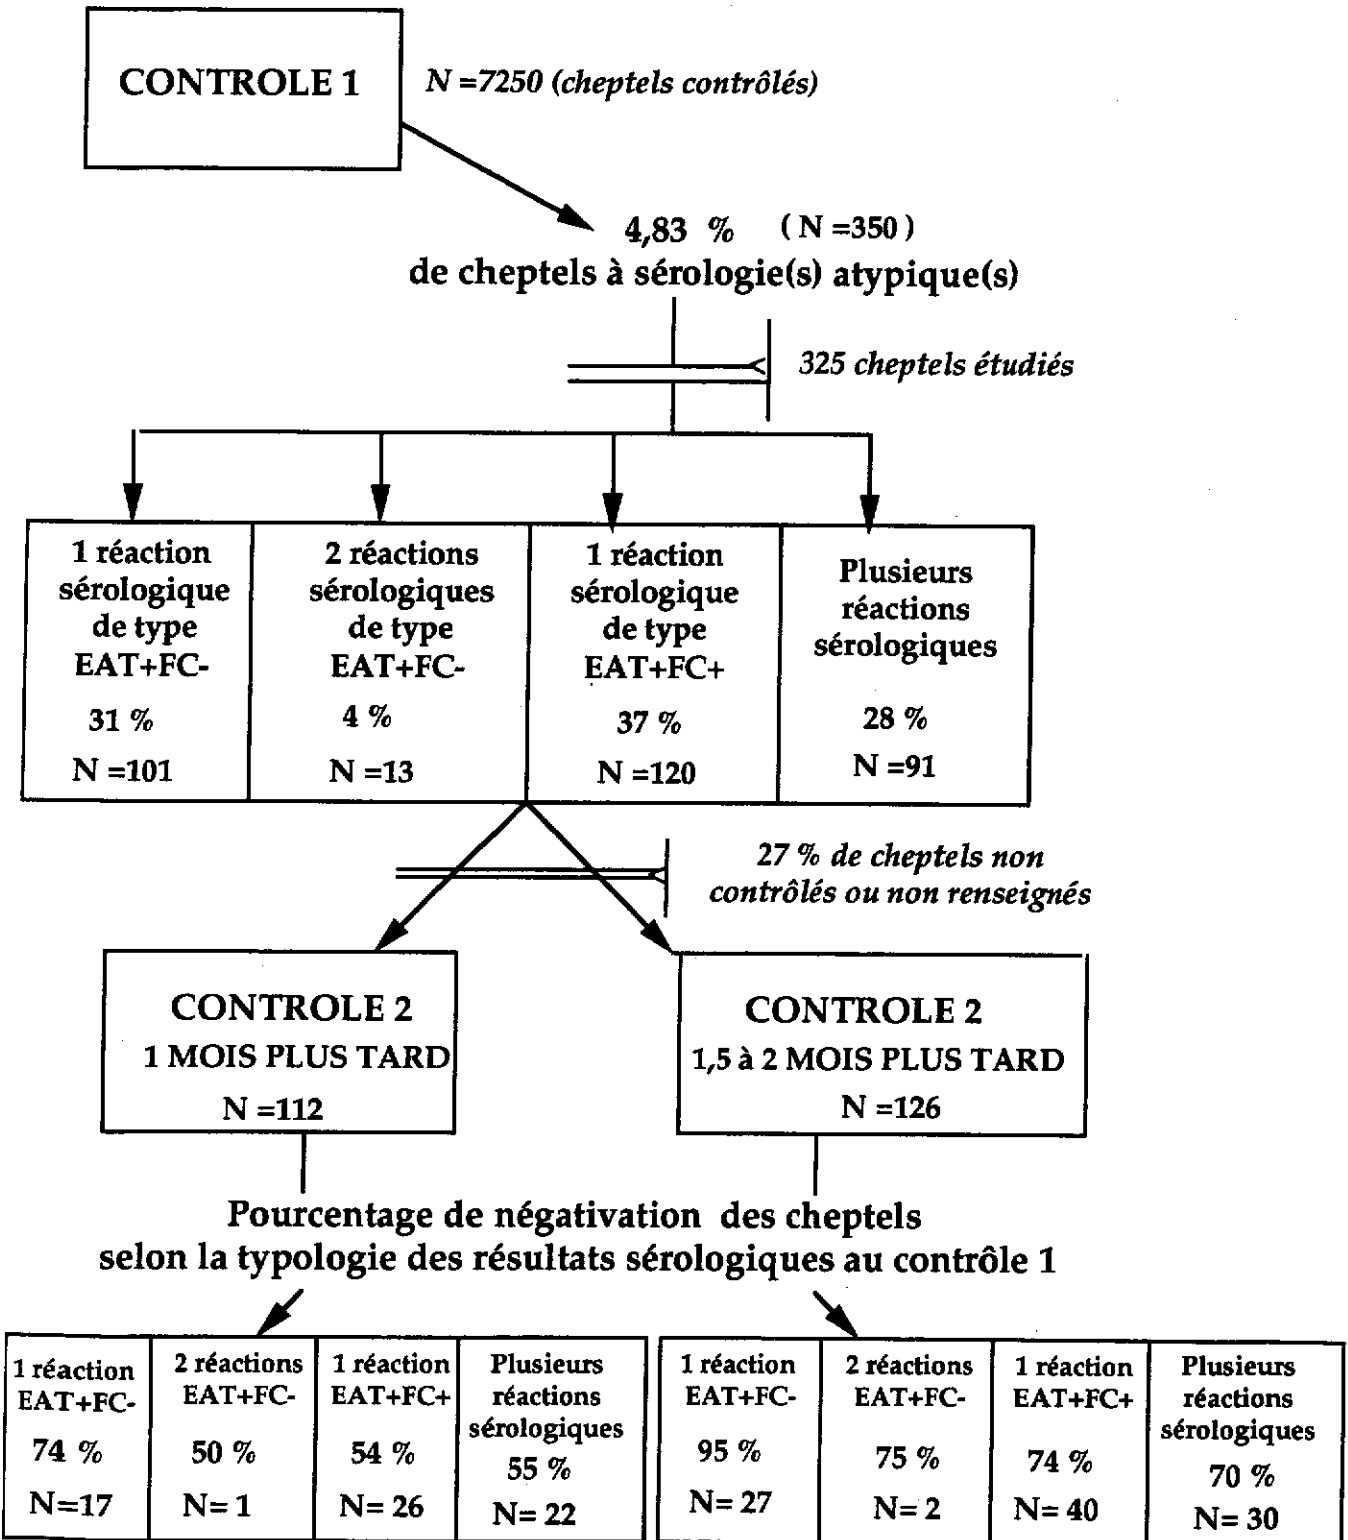 CONTROLE 1
N =7250 (cheptels contrôlés)
4,83 % ( N =350 )
de cheptels à sérologie(s) atypique(s)
325 cheptels étudiés
1 réaction
sérologique
de type
EAT+FC-
31 %
N =101
2 réactions
sérologiques
de type
EAT+FC-
4 %
N =13
1 réaction
sérologique
de type
EAT+FC+
37 %
N =120
Plusieurs
réactions
sérologiques
28 %
N =91
27 % de cheptels non
contrôlés ou non renseignés
CONTROLE 2
1 MOIS PLUS TARD
N =112
CONTROLE 2
1,5 à 2 MOIS PLUS TARD
N =126
Pourcentage de négativation des cheptels
selon la typologie des résultats sérologiques au contrôle 1
1 réaction
EAT+FC-
74 %
N=17
2 réactions
EAT+FC-
50 %
N= 1
1 réaction
EAT+FC+
54 %
N= 26
Plusieurs
réactions
sérologiques
55 %
N= 22
1 réaction
EAT+FC-
95 %
N= 27
2 réactions
EAT+FC-
75 %
N= 2
1 réaction
EAT+FC+
74 %
N= 40
Plusieurs
réactions
sérologiques
70 %
N= 30